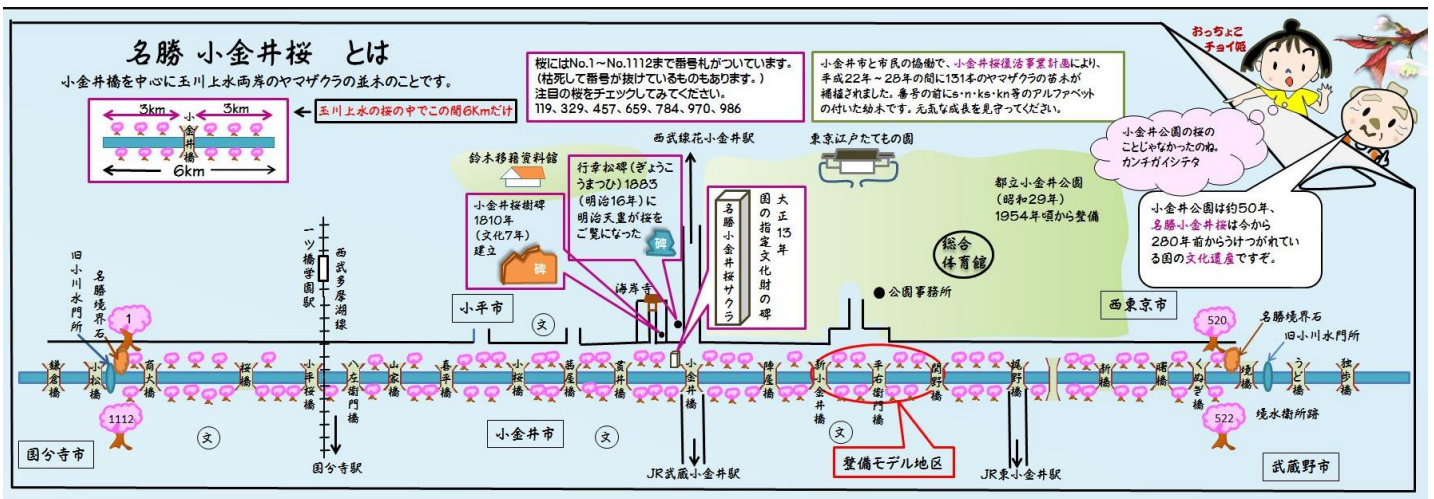 名勝 小金井桜 とは
小金井橋を中心に玉川上水両岸のヤマザクラの並木のことです。
3km
3km
小金井橋
6km
玉川上水の桜の中でこの間6Kmだけ
桜にはNo.1~No.1112まで番号札がついています。
(枯死して番号が抜けているものもあります。)
注目の桜をチェックしてみてください。
119、329、457、659、784、970、986
小金井市と市民の協働で、小金井桜復活事業計画により、
平成22年~28年の間に131本のヤマザクラの苗木が
補植されました。番号の前にs・n・ks・kn等のアルファベット
の付いた幼木です。元気な成長を見守ってください。
おっちょこ
チョイ姫
小金井公園の桜の
ことじゃなかったのね。
カンチガイシテタ
小金井公園は約50年、
名勝小金井桜は今から
280年前からうけつがれてい
る国の文化遺産ですぞ。
鈴木移籍資料館
小金井桜樹碑
1810年
(文化7年)
建立
碑
行幸松碑(ぎょうこ
うまつひ)1883
(明治16年)に
明治天皇が桜を
ご覧になった
碑
西武線花小金井駅
大正13年
国の指定文化財の碑
名勝小金井桜サクラ
東京江戸たてもの園
都立小金井公園
(昭和29年)
1954年頃から整備
総合
体育館
公園事務所
海岸寺
小平市
文
西東京市
西武多摩湖線
一ツ橋学園駅
旧小川水門所
名勝境界石
1
520
名勝境界石
旧小川水門所
鎌倉橋
小松橋
商大橋
桜橋
小平桜橋
八左衛門橋
山家橋
喜平橋
小桜橋
茜屋橋
貫井橋
小金井橋
陣屋橋
新小金井橋
平右衛門橋
関野橋
梶野橋
新橋
曙橋
くぬぎ橋
境橋
うど橋
独歩橋
1112
522
境水衛所跡
国分寺市
文
国分寺駅
小金井市
文
JR武蔵小金井駅
文
整備モデル地区
JR東小金井駅
武蔵野市